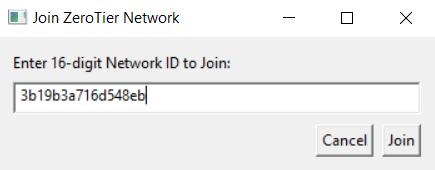 Join ZeroTier Network
Enter 16-digit Network ID to Join:
3b19b3a716d548eb
Cancel Join